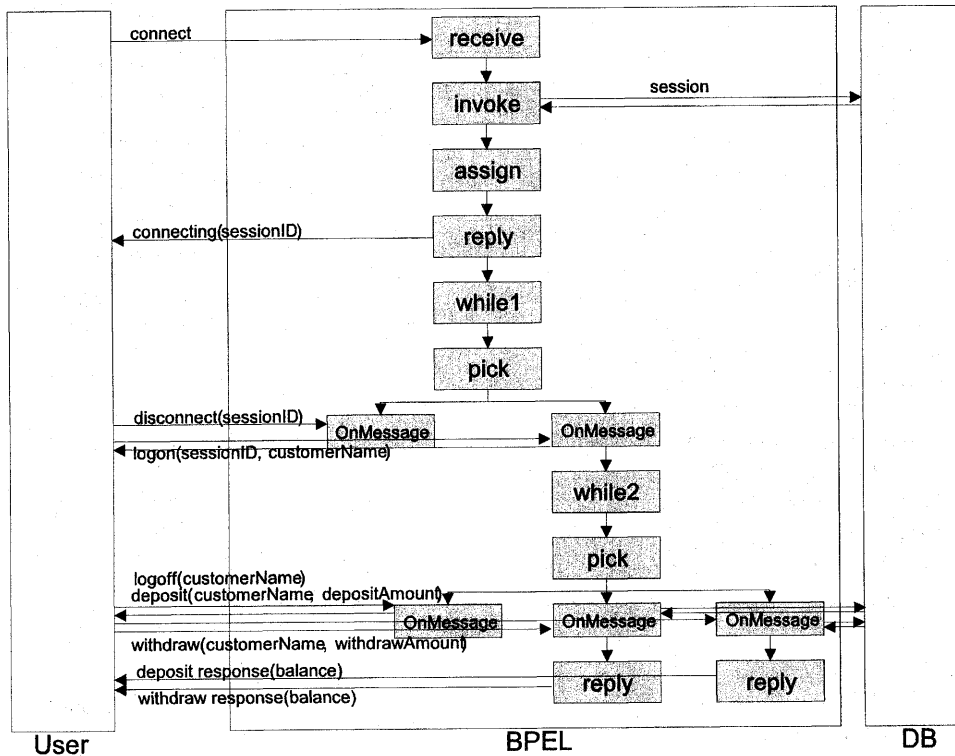 connect
receive
session
invoke
assign
connecting(sessionID)
reply
while1
pick
disconnect(sessionID)
OnMessage
OnMessage
logon(sessionID, customerName)
while2
pick
logoff(customerName)
deposit(customerName, depositAmount)
OnMessage
OnMessage
OnMessage
withdraw(customerName, withdrawAmount)
deposit response(balance)
reply
reply
withdraw response(balance)
User
BPEL
DB